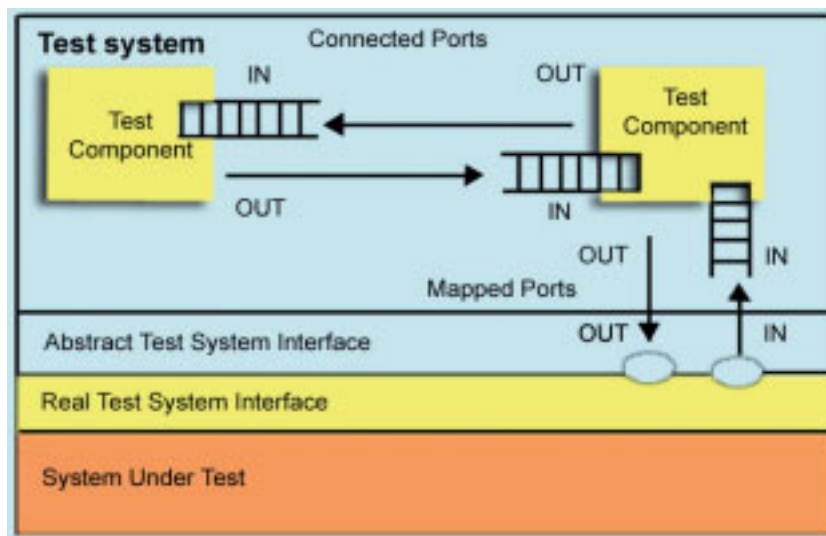 Test system
Connected Ports
IN
OUT
Test
Component
Test
Component
OUT
IN
OUT
IN
Mapped Ports
Abstract Test System Interface
OUT
IN
Real Test System Interface
System Under Test